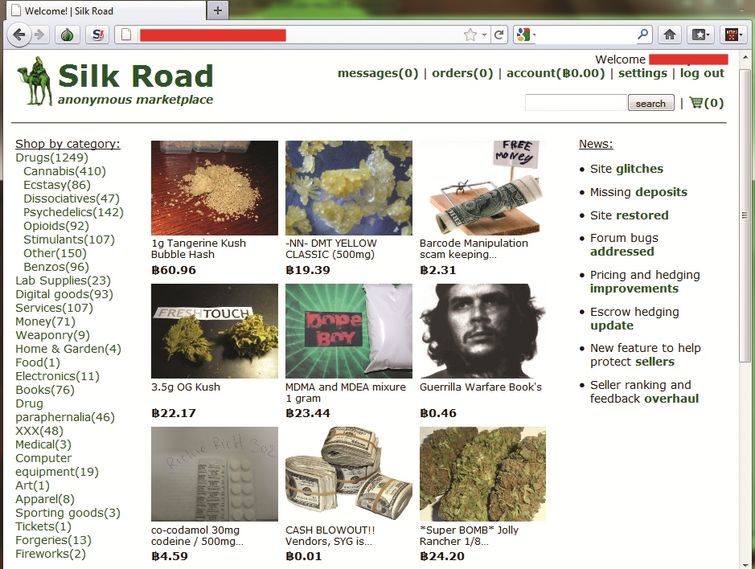 Welcome! | Silk Road
Welcome
Silk Road
anonymous marketplace
messages(0) | orders(0) | account(฿0.00) | settings | log out
search
(0)
Shop by category:
Drugs(1249)
Cannabis(410)
Ecstasy(86)
Dissociatives(47)
Psychedelics(142)
Opioids(92)
Stimulants(107)
Other(150)
Benzos(96)
Lab Supplies(23)
Digital goods(93)
Services(107)
Money(71)
Weaponry(9)
Home & Garden(4)
Food(1)
Electronics(11)
Books(76)
Drug
paraphernalia(46)
XXX(48)
Medical(3)
Computer
equipment(19)
Art(1)
Apparel(8)
Sporting goods(3)
Tickets(1)
Forgeries(13)
Fireworks(2)
1g Tangerine Kush
Bubble Hash
฿60.96
-NN- DMT YELLOW
CLASSIC (500mg)
฿19.39
FREE
MONEY
Barcode Manipulation
scam keeping...
฿2.31
FRESH TOUCH
3.5g OG Kush
฿22.17
DOPE
BOY
MDMA and MDEA mixure
1 gram
฿23.44
Guerrilla Warfare Book's
฿0.46
Richie Rich 302
co-codamol 30mg
codeine / 500mg...
฿4.59
CASH BLOWOUT!!
Vendors, SYG is...
฿0.01
*Super BOMB* Jolly
Rancher 1/8...
฿24.20
News:
Site glitches
Missing deposits
Site restored
Forum bugs
addressed
Pricing and hedging
improvements
Escrow hedging
update
New feature to help
protect sellers
Seller ranking and
feedback overhaul